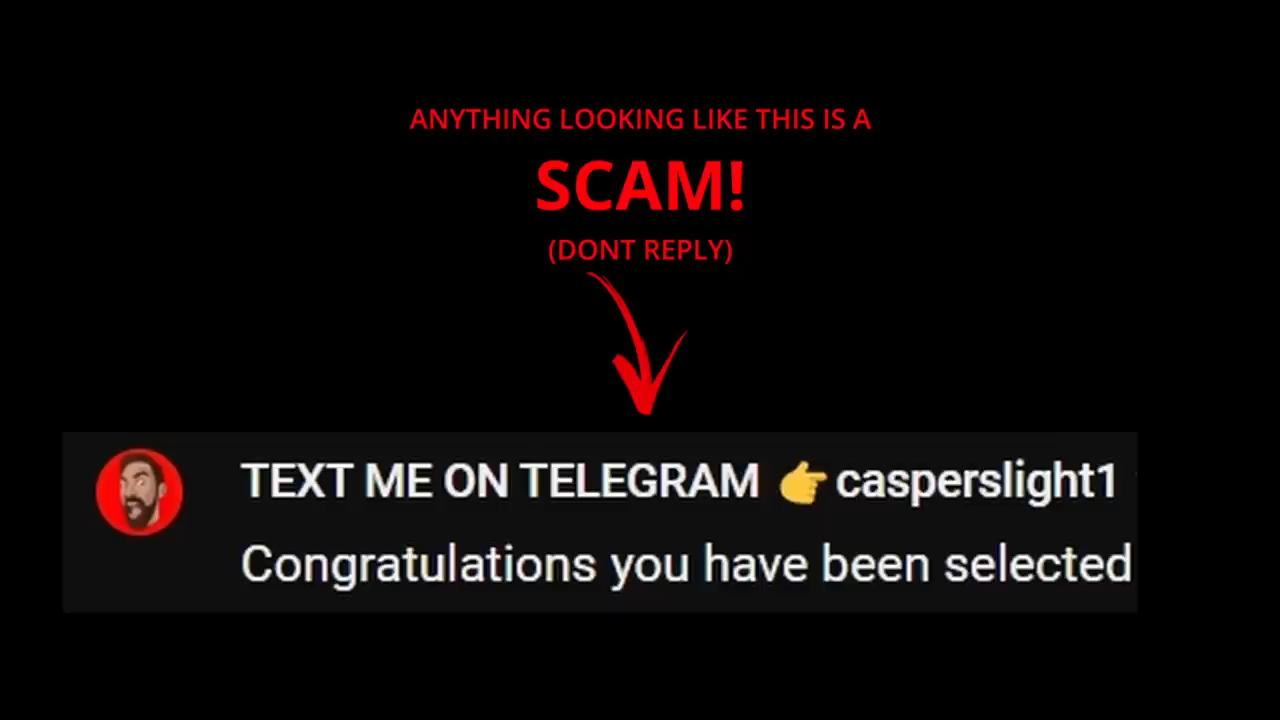 ANYTHING LOOKING LIKE THIS IS A
SCAM!
(DONT REPLY)
TEXT ME ON TELEGRAM 👉casperslight1
Congratulations you have been selected